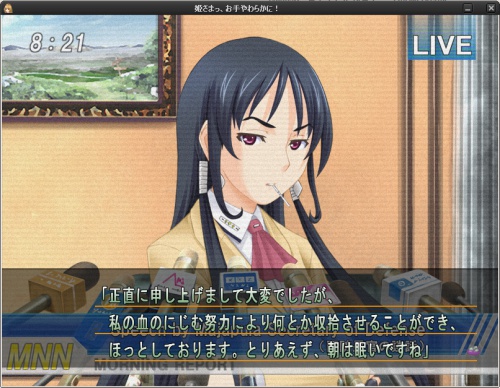 姫さまっ、お手やわらかに！
8:21
LIVE
「正直に申し上げまして大変でしたが、
私の血のにじむ努力により何とか収拾させることができ、
ほっとしております。とりあえず、朝は眠いですね」
MNN
MORNING REPORT